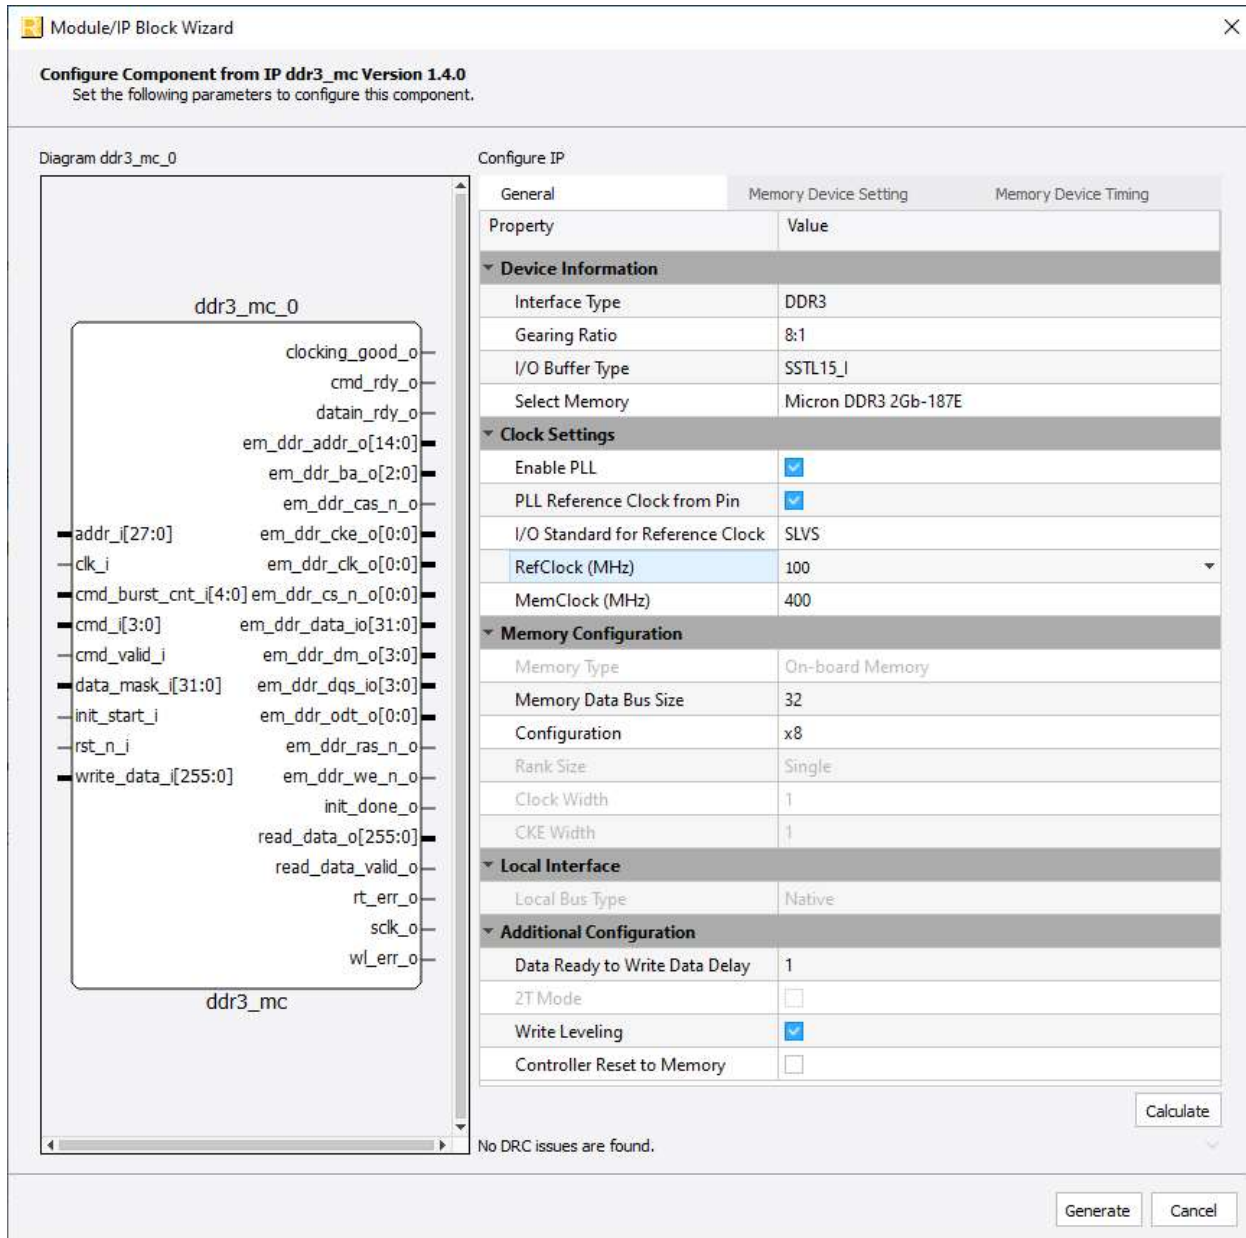 Module/IP Block Wizard
Configure Component from IP ddr3_mc Version 1.4.0
Set the following parameters to configure this component.
Diagram ddr3_mc_0
ddr3_mc_0
clocking_good_o
cmd_rdy_o
datain_rdy_o
em_ddr_addr_o[14:0]
em_ddr_ba_o[2:0]
em_ddr_cas_n_o
addr_i[27:0] em_ddr_cke_o[0:0]
clk_i em_ddr_clk_o[0:0]
cmd_burst_cnt_i[4:0] em_ddr_cs_n_o[0:0]
cmd_i[3:0] em_ddr_data_io[31:0]
cmd_valid_i em_ddr_dm_o[3:0]
data_mask_i[31:0] em_ddr_dqs_io[3:0]
init_start_i em_ddr_odt_o[0:0]
rst_n_i em_ddr_ras_n_o
write_data_i[255:0] em_ddr_we_n_o
init_done_o
read_data_o[255:0]
read_data_valid_o
rt_err_o
sclk_o
wl_err_o
ddr3_mc
Configure IP
General Memory Device Setting Memory Device Timing
Property Value
Device Information
Interface Type DDR3
Gearing Ratio 8:1
I/O Buffer Type SSTL15_I
Select Memory Micron DDR3 2Gb-187E
Clock Settings
Enable PLL
PLL Reference Clock from Pin
I/O Standard for Reference Clock SLVS
RefClock (MHz) 100
MemClock (MHz) 400
Memory Configuration
Memory Type On-board Memory
Memory Data Bus Size 32
Configuration x8
Rank Size Single
Clock Width 1
CKE Width 1
Local Interface
Local Bus Type Native
Additional Configuration
Data Ready to Write Data Delay 1
2T Mode
Write Leveling
Controller Reset to Memory
Calculate
No DRC issues are found.
Generate Cancel